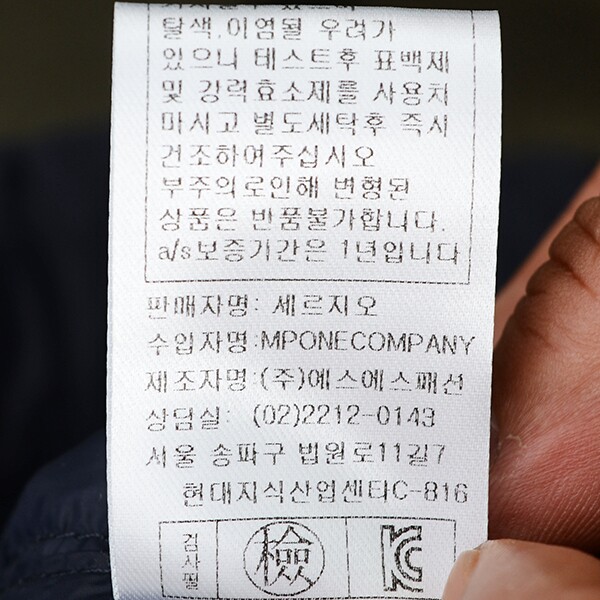 탈색,이염될 우려가
있으니 테스트후 표백제
및 강력효소제를 사용치
마시고 별도세탁후 즉시
건조하여주십시오
부주의로인해 변형된
상품은 반품불가합니다.
a/s보증기간은 1년입니다
판매자명: 세르지오
수입자명:MPONECOMPANY
제조자명:(주)에스에스패션
상담실: (02)2212-0143
서울 송파구 법원로11길7
현대지식산업센타C-816
검사필 檢 KC